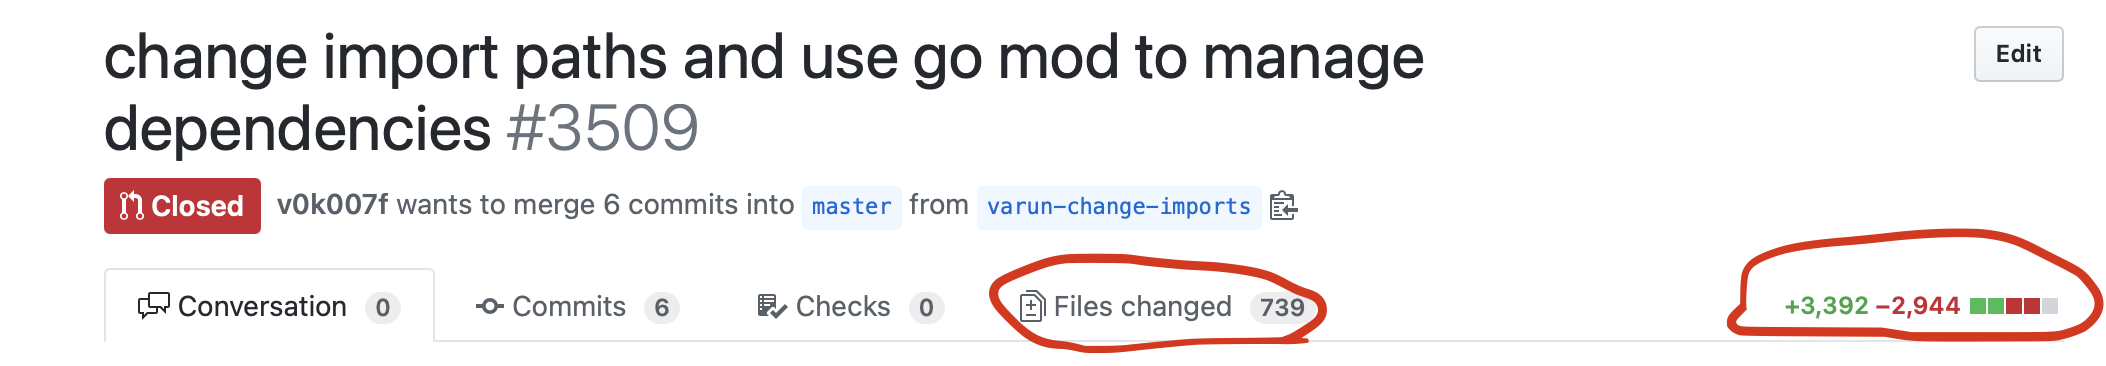 change import paths and use go mod to manage
dependencies #3509
Edit
Closed v0k007f wants to merge 6 commits into master from varun-change-imports
Conversation 0 Commits 6 Checks 0 Files changed 739 +3,392 −2,944